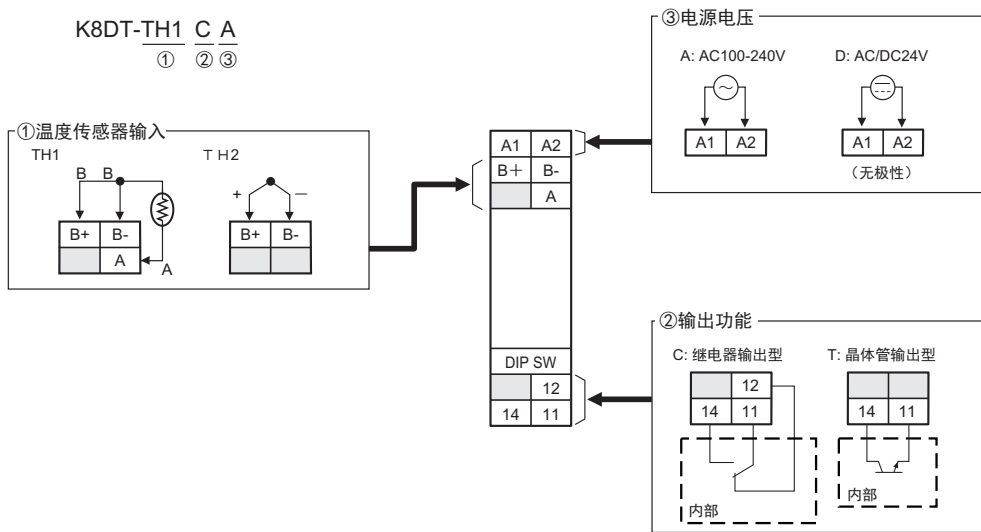 K8DT-TH1 C A
① ② ③
①温度传感器输入
TH1
B B
B+ B-
A
A
ＴＨ2
+ －
B+ B-
A1 A2
B＋ B-
A
DIP SW
12
14 11
③电源电压
A: AC100-240V
A1 A2
D: AC/DC24V
A1 A2
（无极性）
②输出功能
C: 继电器输出型
12
14 11
内部
T: 晶体管输出型
14 11
内部